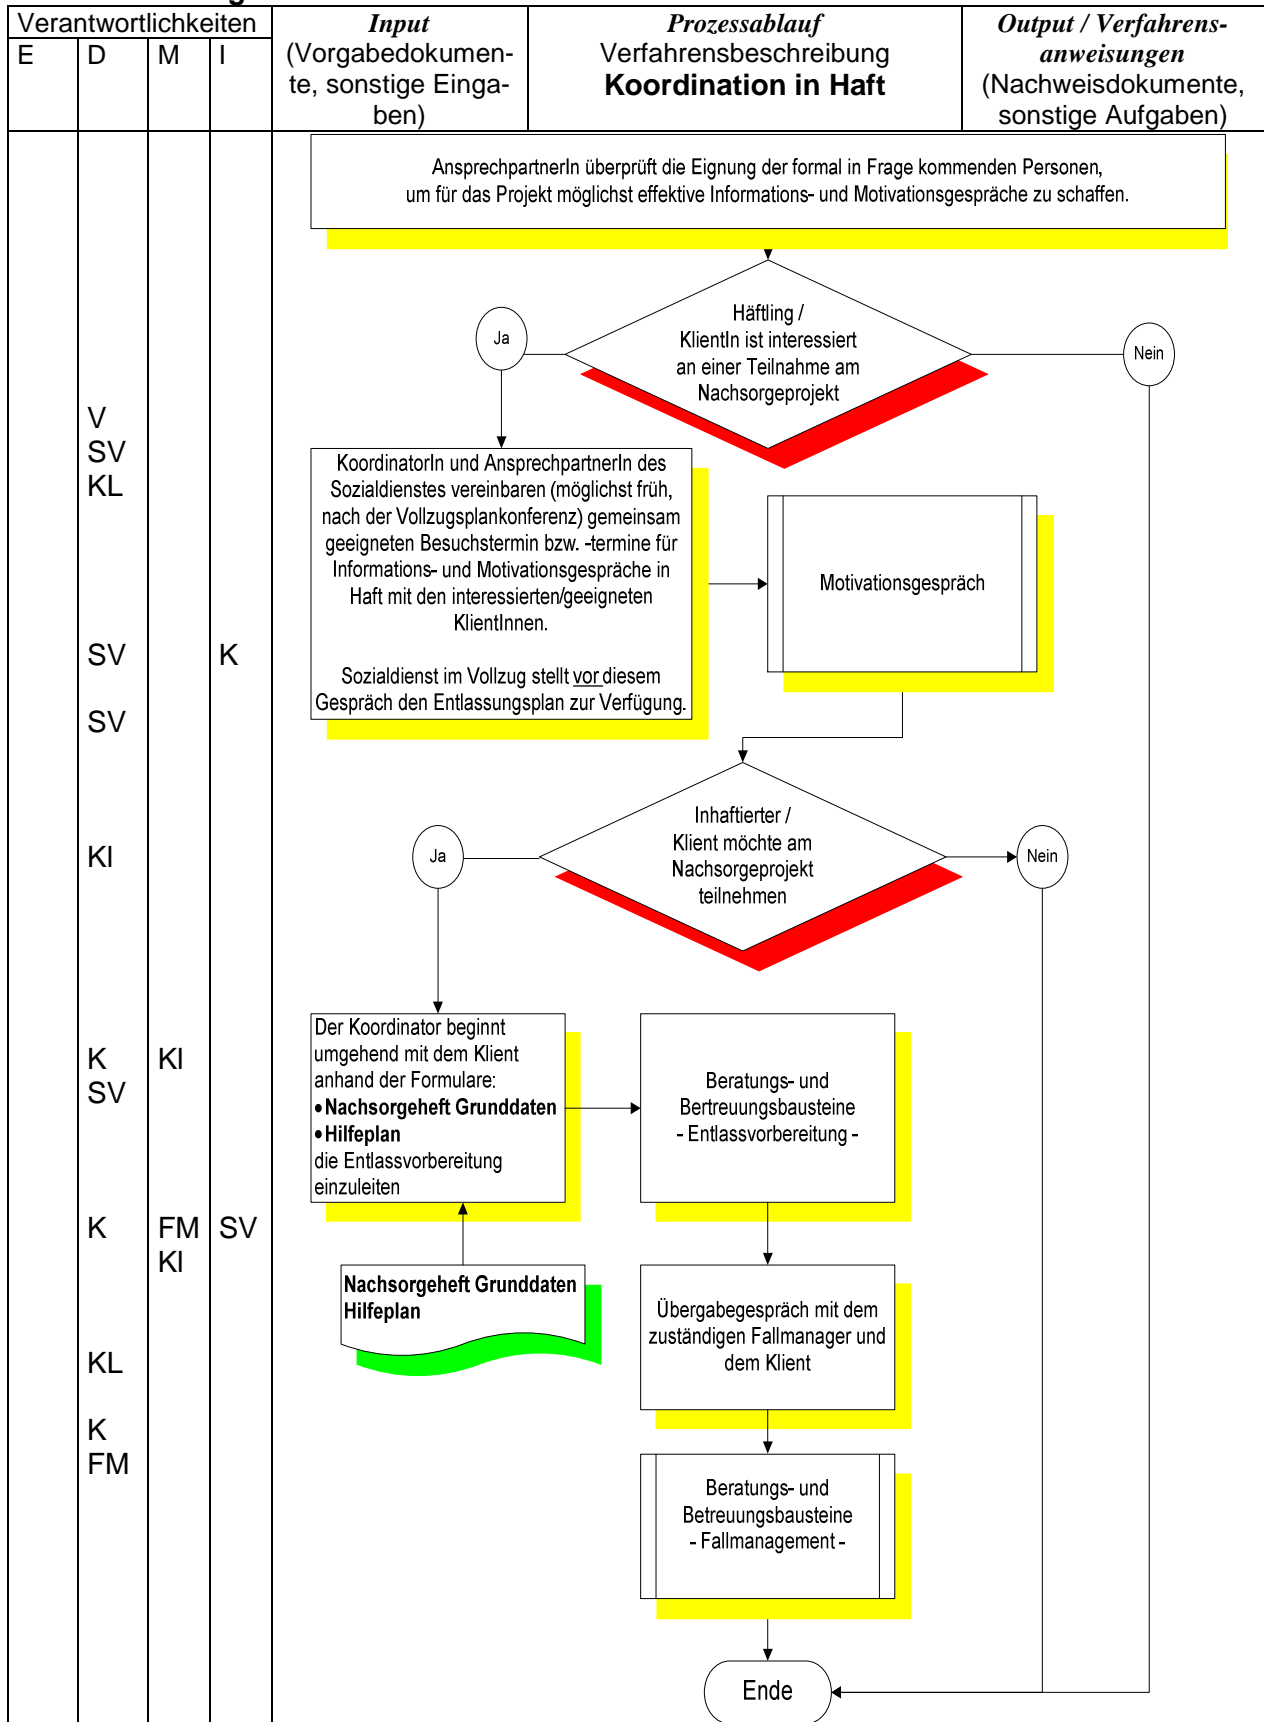 Verantwortlichkeiten
E D M I
Input
(Vorgabedokumen-
te, sonstige Einga-
ben)
Prozessablauf
Verfahrensbeschreibung
Koordination in Haft
Output / Verfahrens-
anweisungen
(Nachweisdokumente,
sonstige Aufgaben)
AnsprechpartnerIn überprüft die Eignung der formal in Frage kommenden Personen,
um für das Projekt möglichst effektive Informations- und Motivationsgespräche zu schaffen.
Häftling /
KlientIn ist interessiert
an einer Teilnahme am
Nachsorgeprojekt
Ja
Nein
V
SV
KL
KoordinatorIn und AnsprechpartnerIn des
Sozialdienstes vereinbaren (möglichst früh,
nach der Vollzugsplankonferenz) gemeinsam
geeigneten Besuchstermin bzw. -termine für
Informations- und Motivationsgespräche in
Haft mit den interessierten/geeigneten
KlientInnen.
Sozialdienst im Vollzug stellt vor diesem
Gespräch den Entlassungsplan zur Verfügung.
Motivationsgespräch
SV K
SV
Inhaftierter /
Klient möchte am
Nachsorgeprojekt
teilnehmen
Ja
Nein
KI
Der Koordinator beginnt
umgehend mit dem Klient
anhand der Formulare:
•Nachsorgeheft Grunddaten
•Hilfeplan
die Entlassvorbereitung
einzuleiten
Beratungs- und
Bertreuungsbausteine
- Entlassvorbereitung -
K KI
SV
K FM SV
KI
Nachsorgeheft Grunddaten
Hilfeplan
Übergabegespräch mit dem
zuständigen Fallmanager und
dem Klient
KL
K
FM
Beratungs- und
Betreuungsbausteine
- Fallmanagement -
Ende